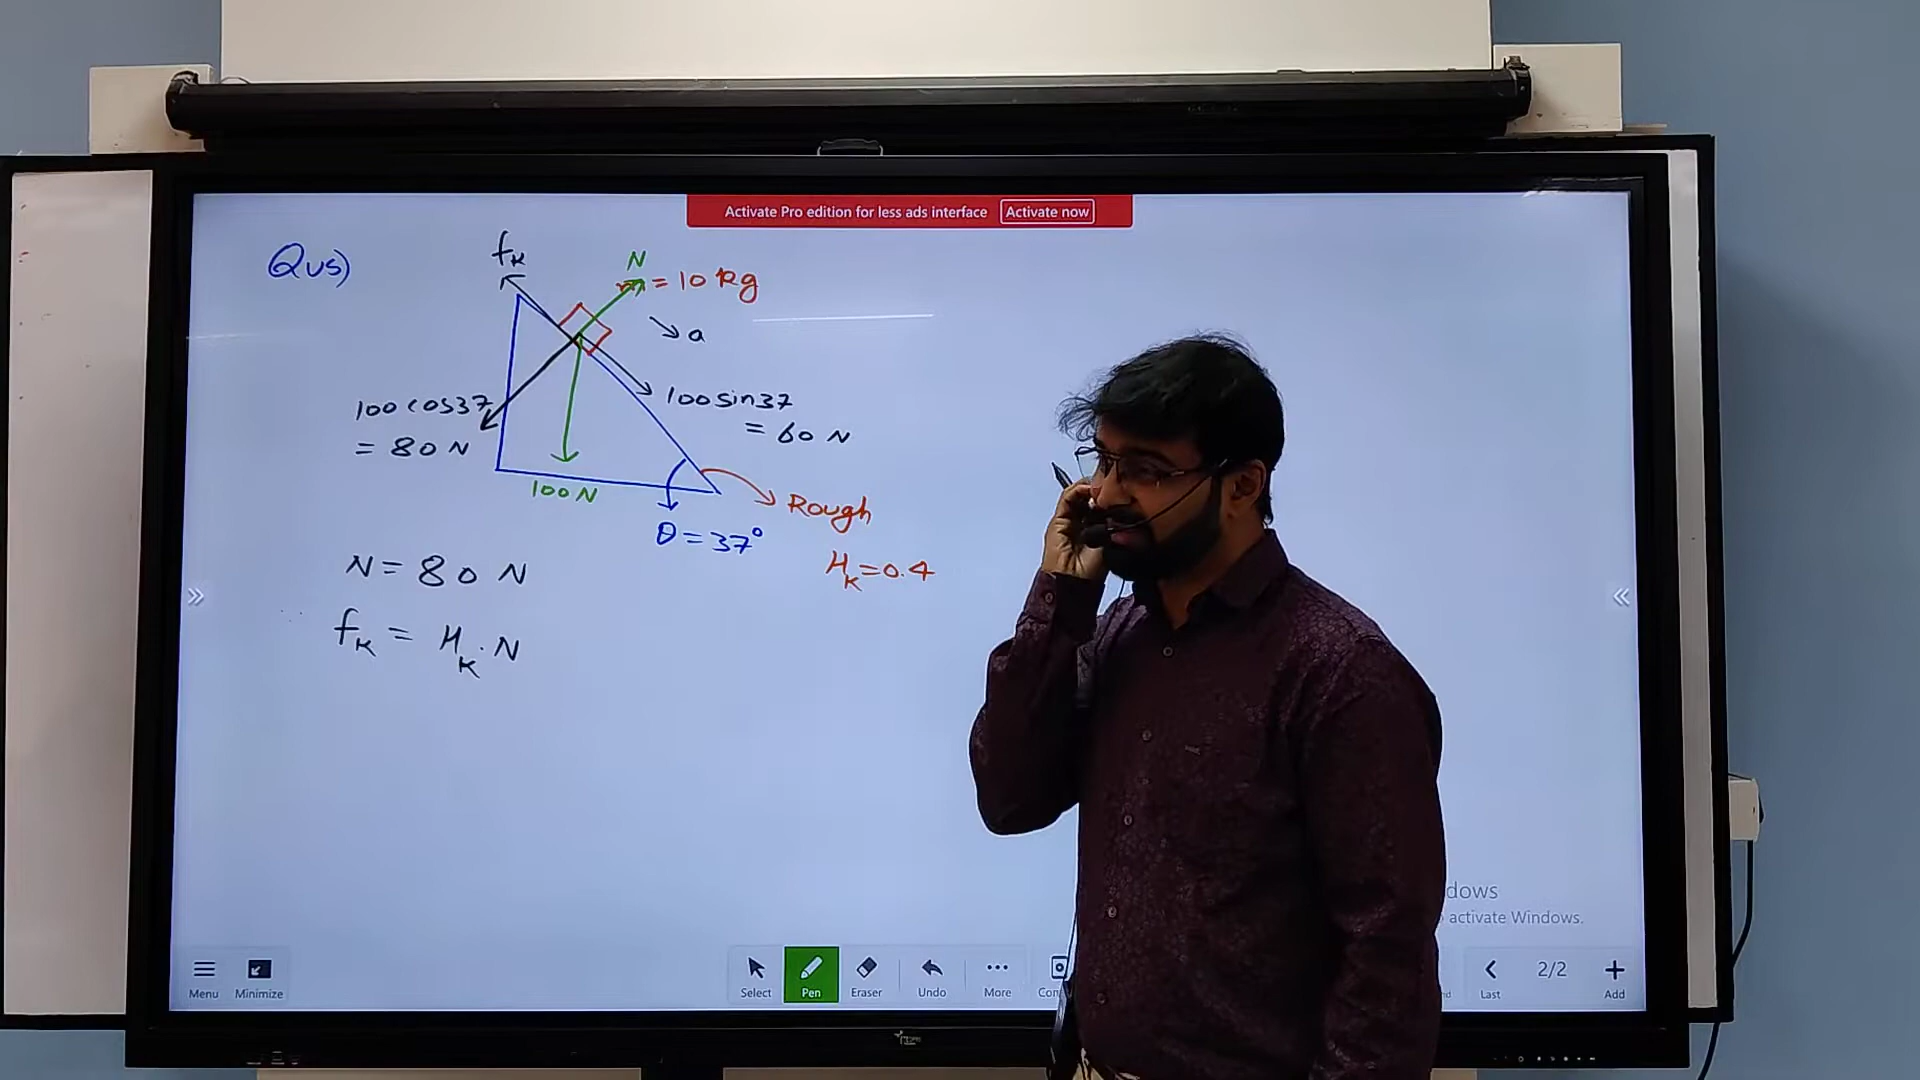 Activate Pro edition for less ads interface Activate now
Qus)
fK
N
m = 10 kg
a
100 cos37
= 80 N
100 sin37
= 60 N
100 N
Rough
θ = 37°
μK = 0.4
N = 80 N
fK = μK . N
dows
activate Windows.
Menu
Minimize
Select
Pen
Eraser
Undo
More
Last
2/2
Add